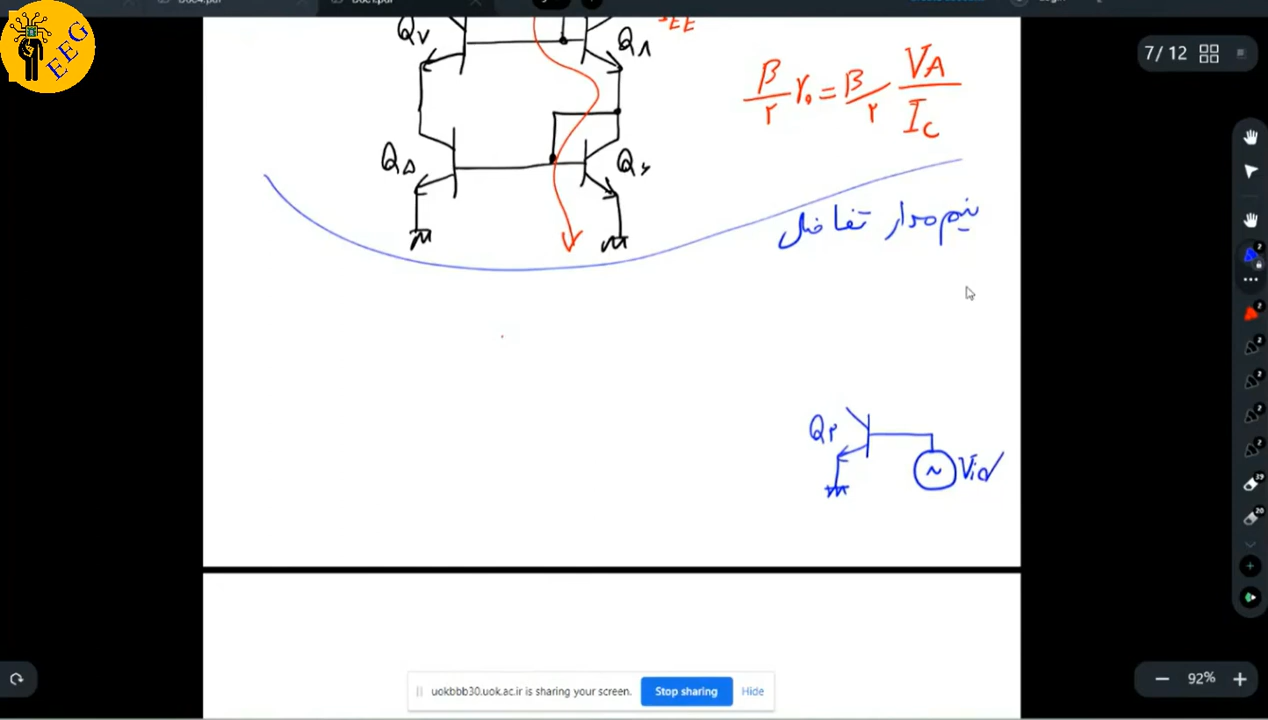 EEG
7/12
Q۷
Q۸
β/۲ r₀ = β/۲ VA/IC
Q۵
Q۶
نیم مدار تفاضلی
Q۲
~
Vid
uokbbb30.uok.ac.ir is sharing your screen.
Stop sharing
Hide
92%